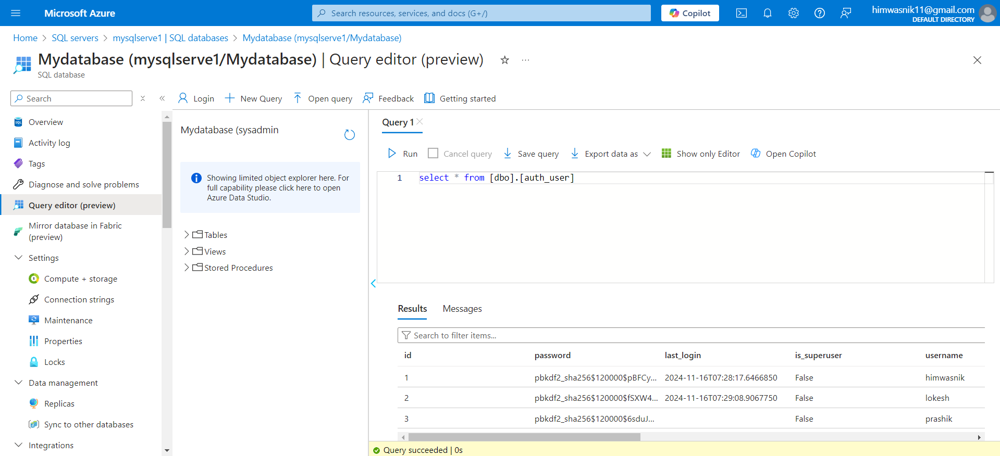 Microsoft Azure
Search resources, services, and docs (G+/)
Copilot
himwasnik11@gmail.com
DEFAULT DIRECTORY
Home > SQL servers > mysqlserve1 | SQL databases > Mydatabase (mysqlserve1/Mydatabase)
Mydatabase (mysqlserve1/Mydatabase) | Query editor (preview)
SQL database
Search
Login
New Query
Open query
Feedback
Getting started
Overview
Activity log
Tags
Diagnose and solve problems
Query editor (preview)
Mirror database in Fabric
(preview)
Settings
Compute + storage
Connection strings
Maintenance
Properties
Locks
Data management
Replicas
Sync to other databases
Integrations
Mydatabase (sysadmin
Showing limited object explorer here. For
full capability please click here to open
Azure Data Studio.
Tables
Views
Stored Procedures
Query 1
Run
Cancel query
Save query
Export data as
Show only Editor
Open Copilot
1 select * from [dbo].[auth_user]
Results
Messages
Search to filter items...
id password last_login is_superuser username
1 pbkdf2_sha256$120000$pBFCy... 2024-11-16T07:28:17.6466850 False himwasnik
2 pbkdf2_sha256$120000$fSXW4... 2024-11-16T07:29:08.9067750 False lokesh
3 pbkdf2_sha256$120000$6sduJ... False prashik
Query succeeded | 0s